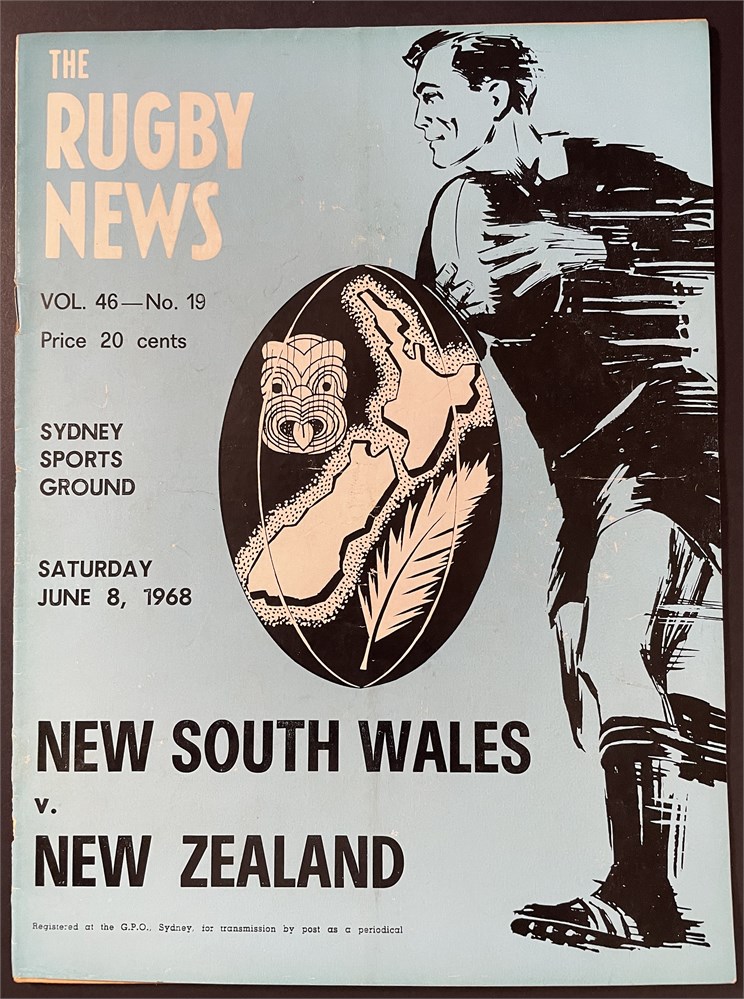 THE
RUGBY
NEWS
VOL. 46—No. 19
Price 20 cents
SYDNEY
SPORTS
GROUND
SATURDAY
JUNE 8, 1968
NEW SOUTH WALES
v.
NEW ZEALAND
Registered at the G.P.O., Sydney, for transmission by post as a periodical